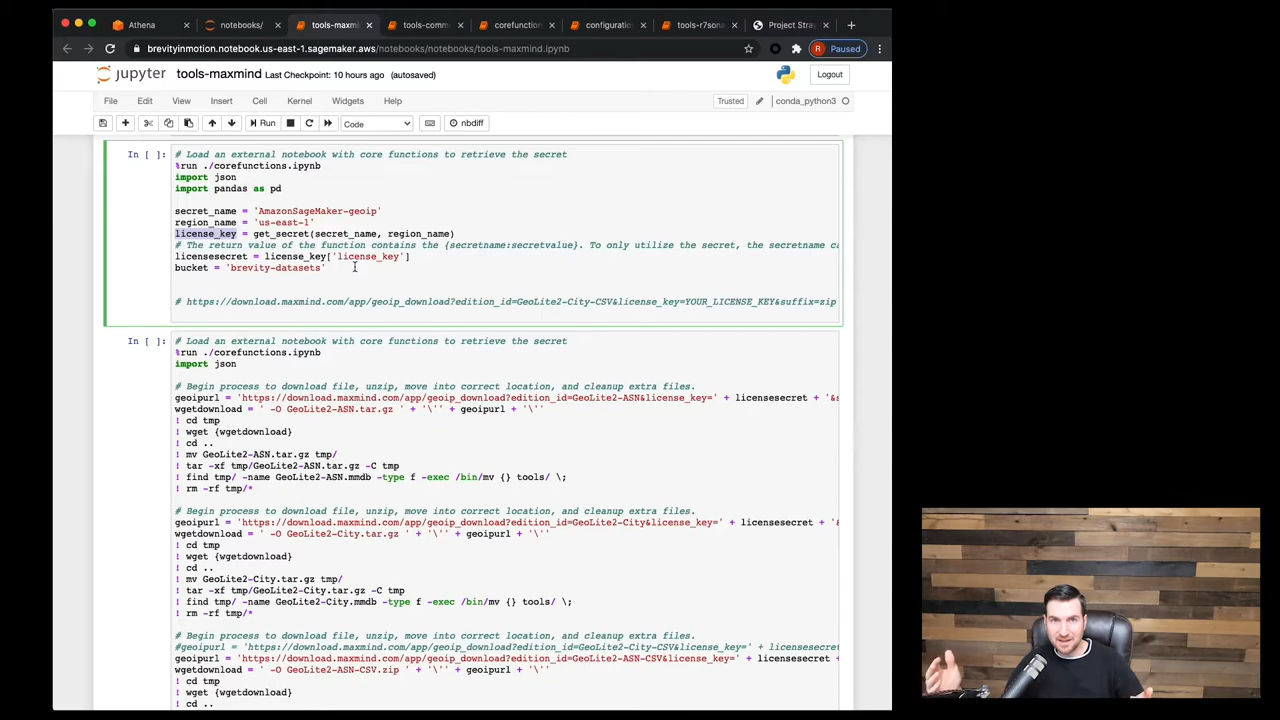 Athena
notebooks/
tools-maxmi
tools-comm
corefunction
configuratio
tools-r7sona
Project Stray
brevityinmotion.notebook.us-east-1.sagemaker.aws/notebooks/notebooks/tools-maxmind.ipynb
R
Paused
jupyter tools-maxmind Last Checkpoint: 10 hours ago (autosaved)
Logout
File Edit View Insert Cell Kernel Widgets Help
Trusted
conda_python3
Run
Code
nbdiff
In [ ]:
# Load an external notebook with core functions to retrieve the secret
%run ./corefunctions.ipynb
import json
import pandas as pd
secret_name = 'AmazonSageMaker-geoip'
region_name = 'us-east-1'
license_key = get_secret(secret_name, region_name)
# The return value of the function contains the {secretname:secretvalue}. To only utilize the secret, the secretname ca
licensesecret = license_key['license_key']
bucket = 'brevity-datasets'
# https://download.maxmind.com/app/geoip_download?edition_id=GeoLite2-City-CSV&license_key=YOUR_LICENSE_KEY&suffix=zip
In [ ]:
# Load an external notebook with core functions to retrieve the secret
%run ./corefunctions.ipynb
import json
# Begin process to download file, unzip, move into correct location, and cleanup extra files.
geoipurl = 'https://download.maxmind.com/app/geoip_download?edition_id=GeoLite2-ASN&license_key=' + licensesecret + '&s
wgetdownload = ' -O GeoLite2-ASN.tar.gz ' + '\'' + geoipurl + '\''
! cd tmp
! wget {wgetdownload}
! cd ..
! mv GeoLite2-ASN.tar.gz tmp/
! tar -xf tmp/GeoLite2-ASN.tar.gz -C tmp
! find tmp/ -name GeoLite2-ASN.mmdb -type f -exec /bin/mv {} tools/ \;
! rm -rf tmp/*
# Begin process to download file, unzip, move into correct location, and cleanup extra files.
geoipurl = 'https://download.maxmind.com/app/geoip_download?edition_id=GeoLite2-City&license_key=' + licensesecret + '&
wgetdownload = ' -O GeoLite2-City.tar.gz ' + '\'' + geoipurl + '\''
! cd tmp
! wget {wgetdownload}
! cd ..
! mv GeoLite2-City.tar.gz tmp/
! tar -xf tmp/GeoLite2-City.tar.gz -C tmp
! find tmp/ -name GeoLite2-City.mmdb -type f -exec /bin/mv {} tools/ \;
! rm -rf tmp/*
# Begin process to download file, unzip, move into correct location, and cleanup extra files.
#geoipurl = 'https://download.maxmind.com/app/geoip_download?edition_id=GeoLite2-City-CSV&license_key=' + licensesecret
geoipurl = 'https://download.maxmind.com/app/geoip_download?edition_id=GeoLite2-ASN-CSV&license_key=' + licensesecret +
wgetdownload = ' -O GeoLite2-ASN-CSV.zip ' + '\'' + geoipurl + '\''
! cd tmp
! wget {wgetdownload}
! cd ..